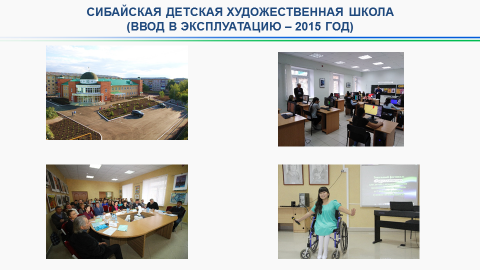 СИБАЙСКАЯ ДЕТСКАЯ ХУДОЖЕСТВЕННАЯ ШКОЛА
(ВВОД В ЭКСПЛУАТАЦИЮ – 2015 ГОД)